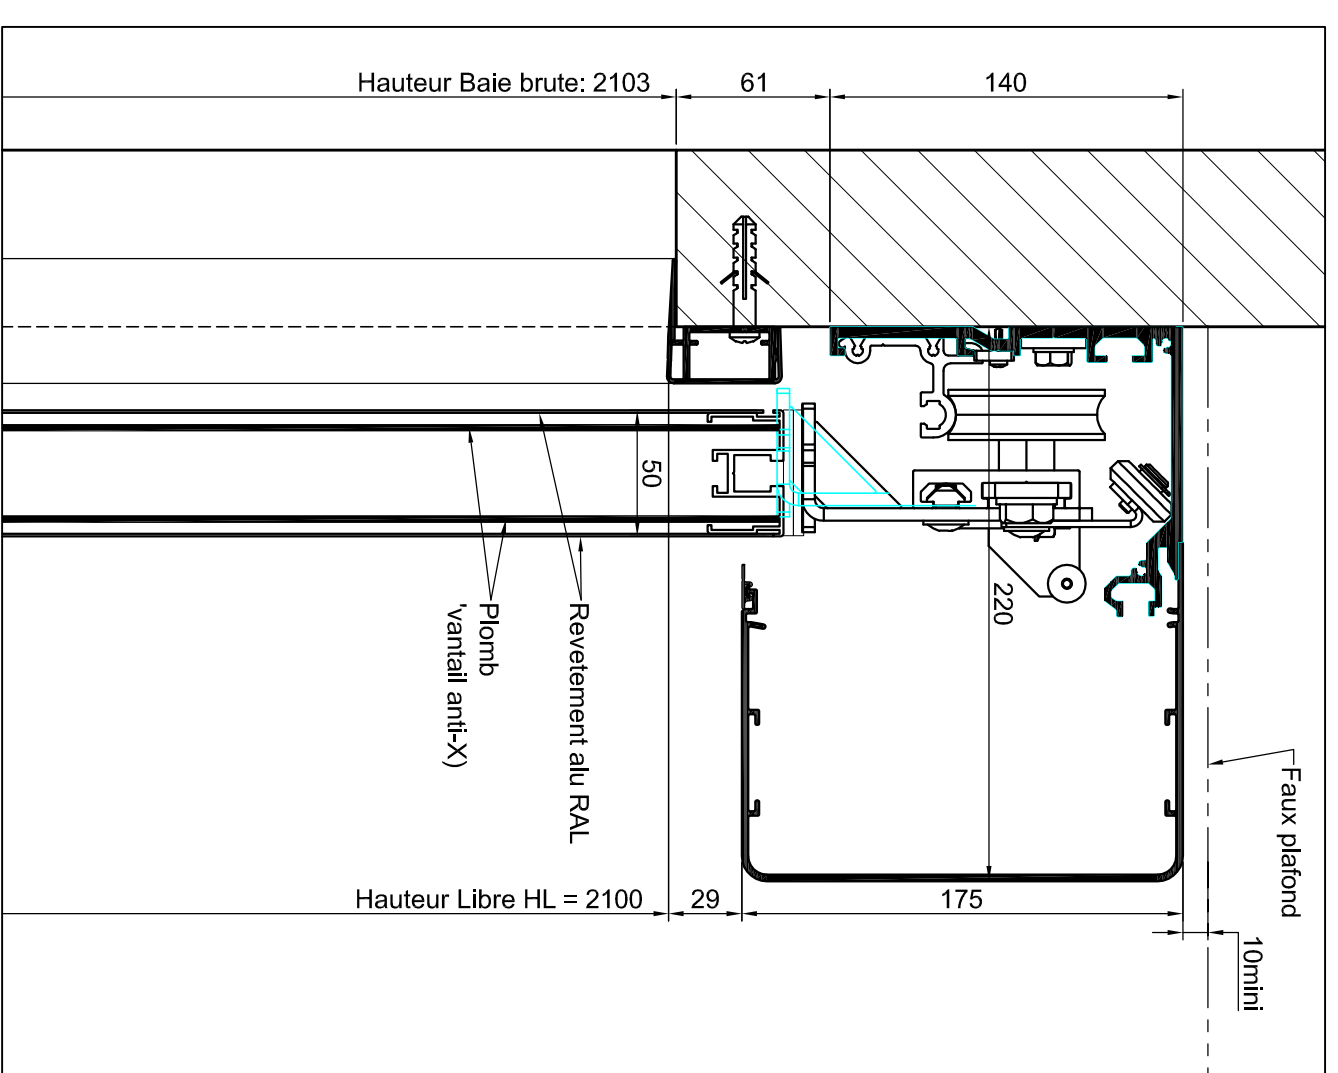 Hauteur Baie brute: 2103
61
140
50
220
Plomb
'vantail anti-X)
Revetement alu RAL
Faux plafond
Hauteur Libre HL = 2100
29
175
10mini